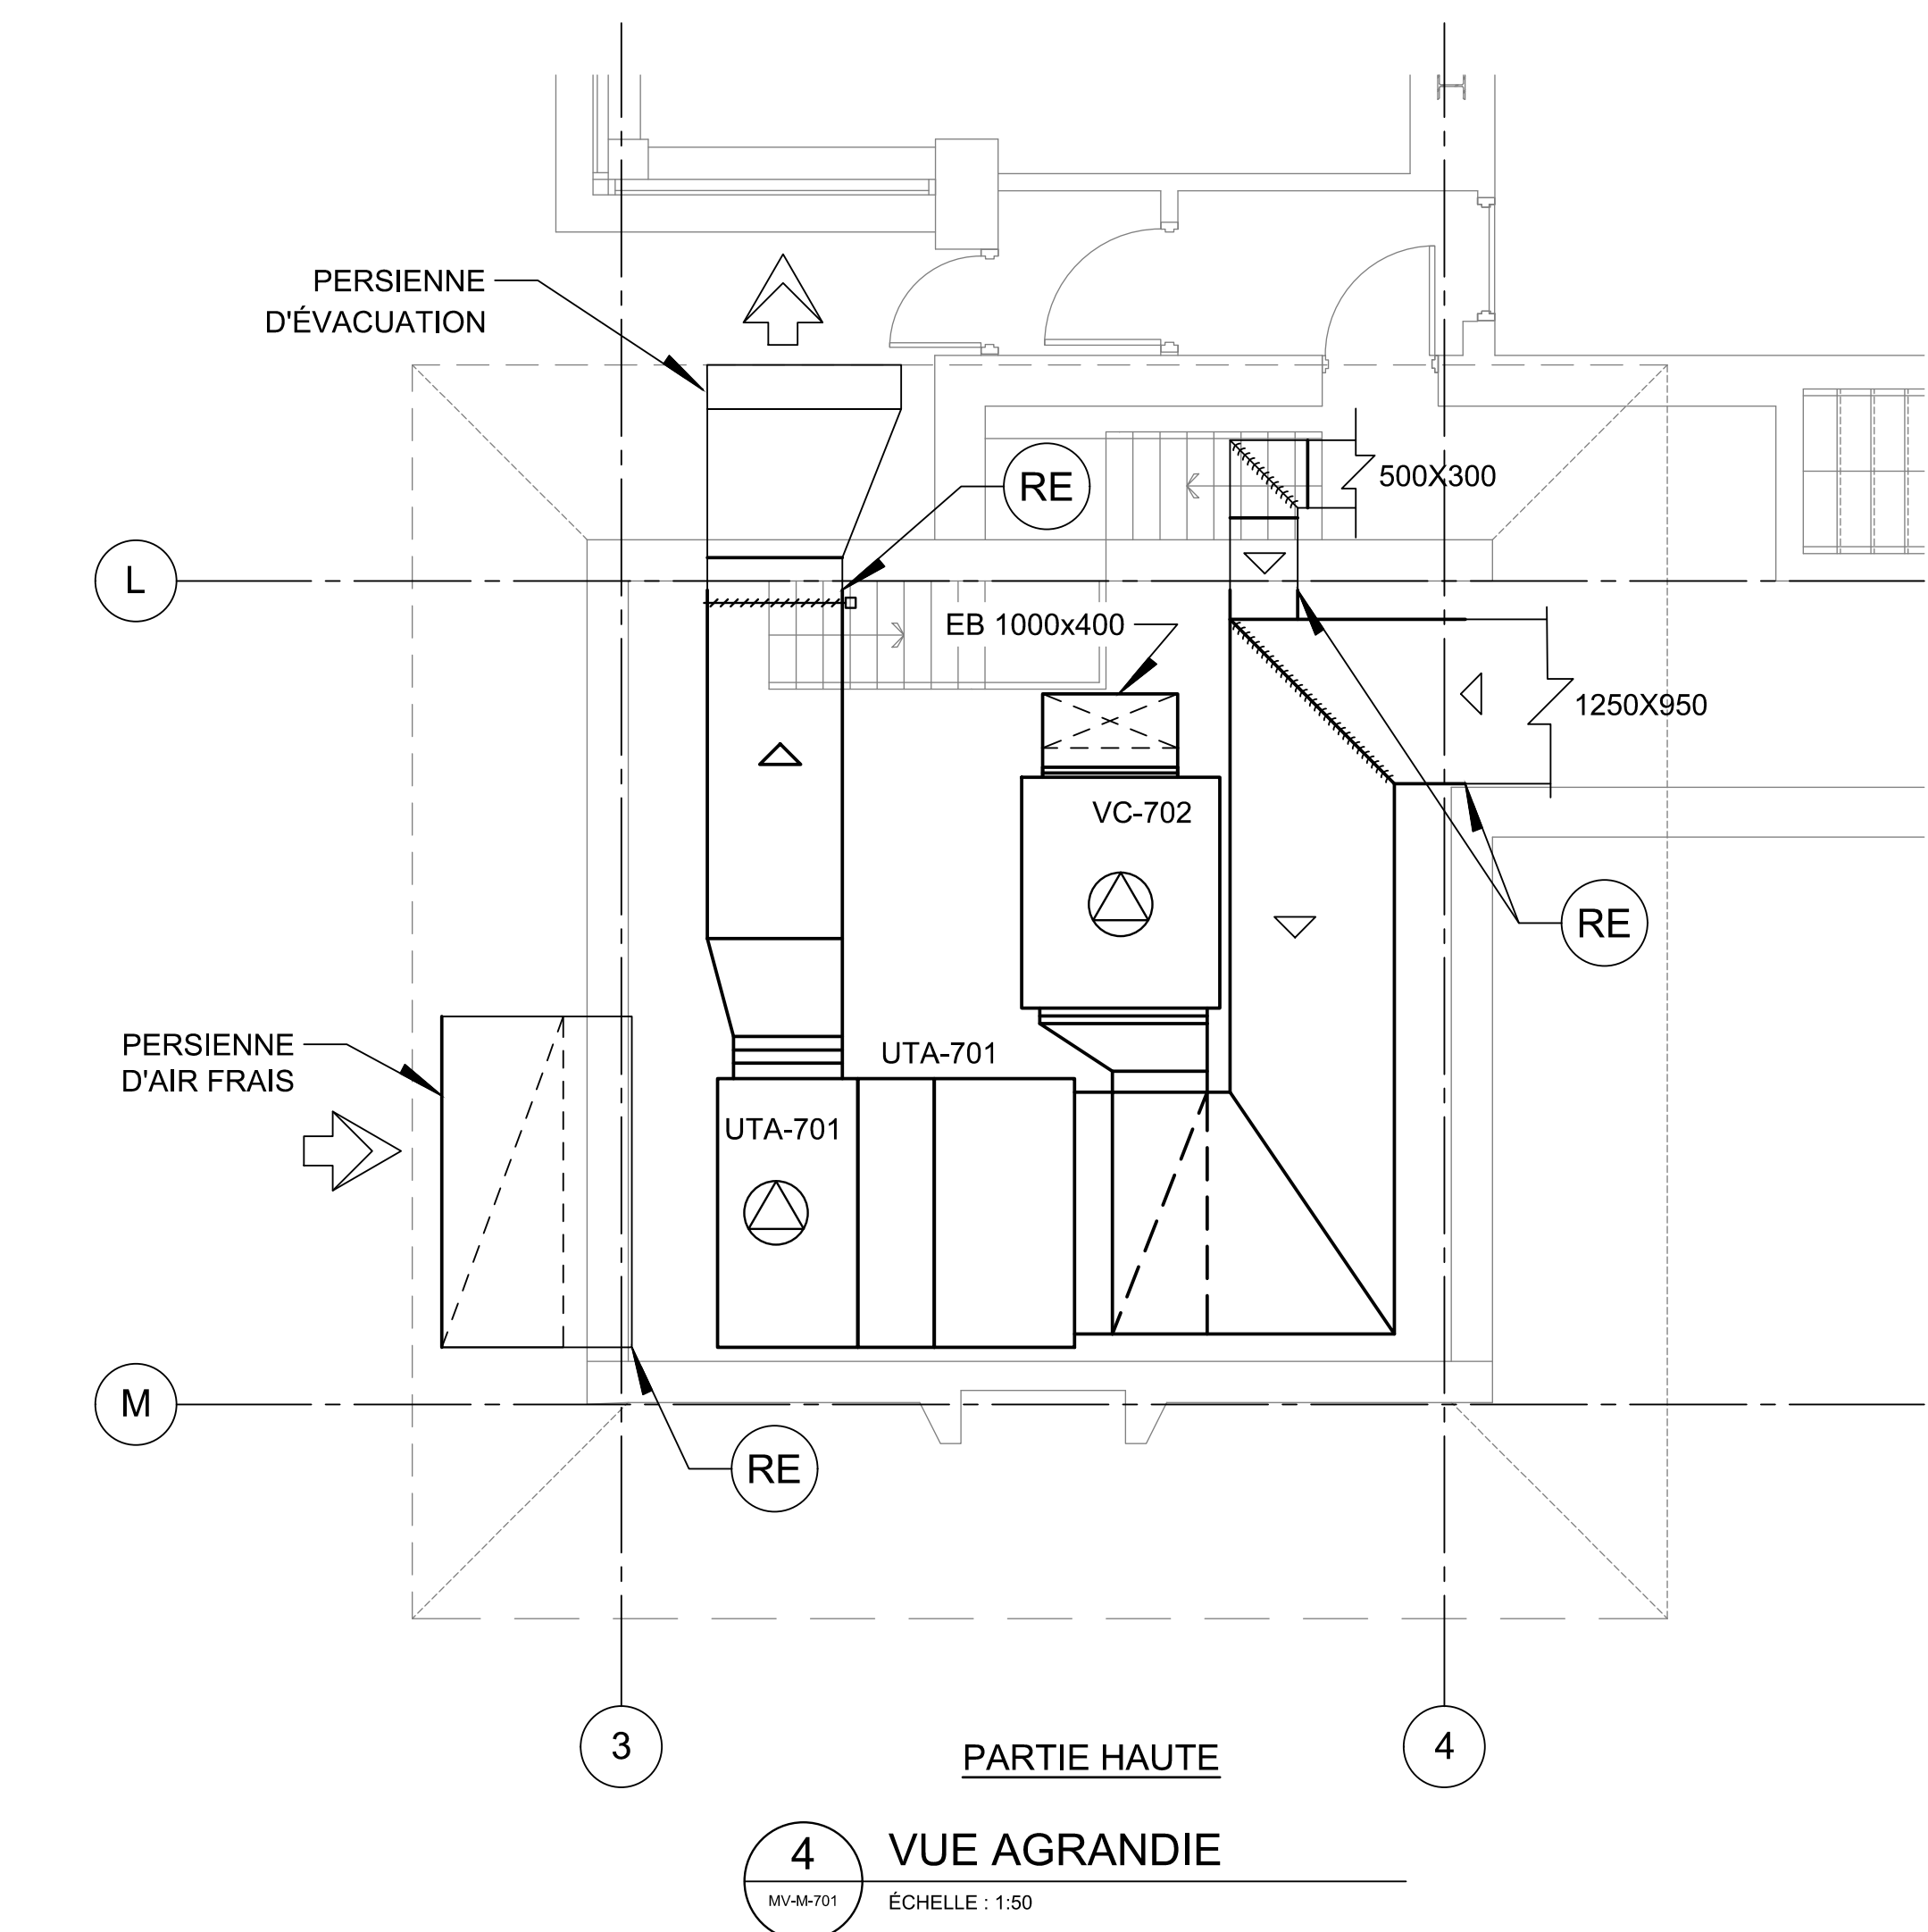 PERSIENNE
D'ÉVACUATION
RE
500X300
L
EB 1000x400
1250X950
VC-702
RE
PERSIENNE
D'AIR FRAIS
UTA-701
UTA-701
M
RE
3
4
PARTIE HAUTE
4
VUE AGRANDIE
MV-M-701
ÉCHELLE : 1:50